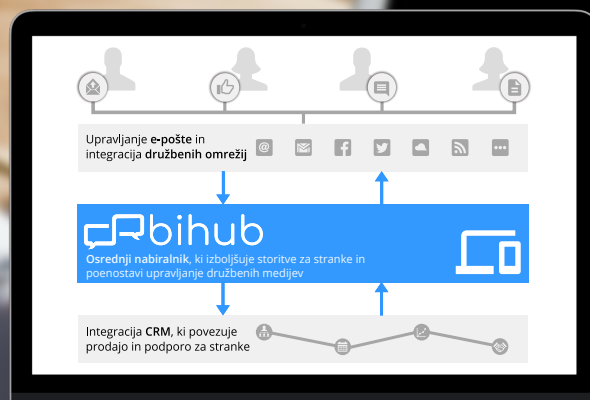 Upravljanje e-pošte in
integracija družbenih omrežij
bihub
Osrednji nabiralnik, ki izboljšuje storitve za stranke in
poenostavi upravljanje družbenih medijev
Integracija CRM, ki povezuje
prodajo in podporo za stranke